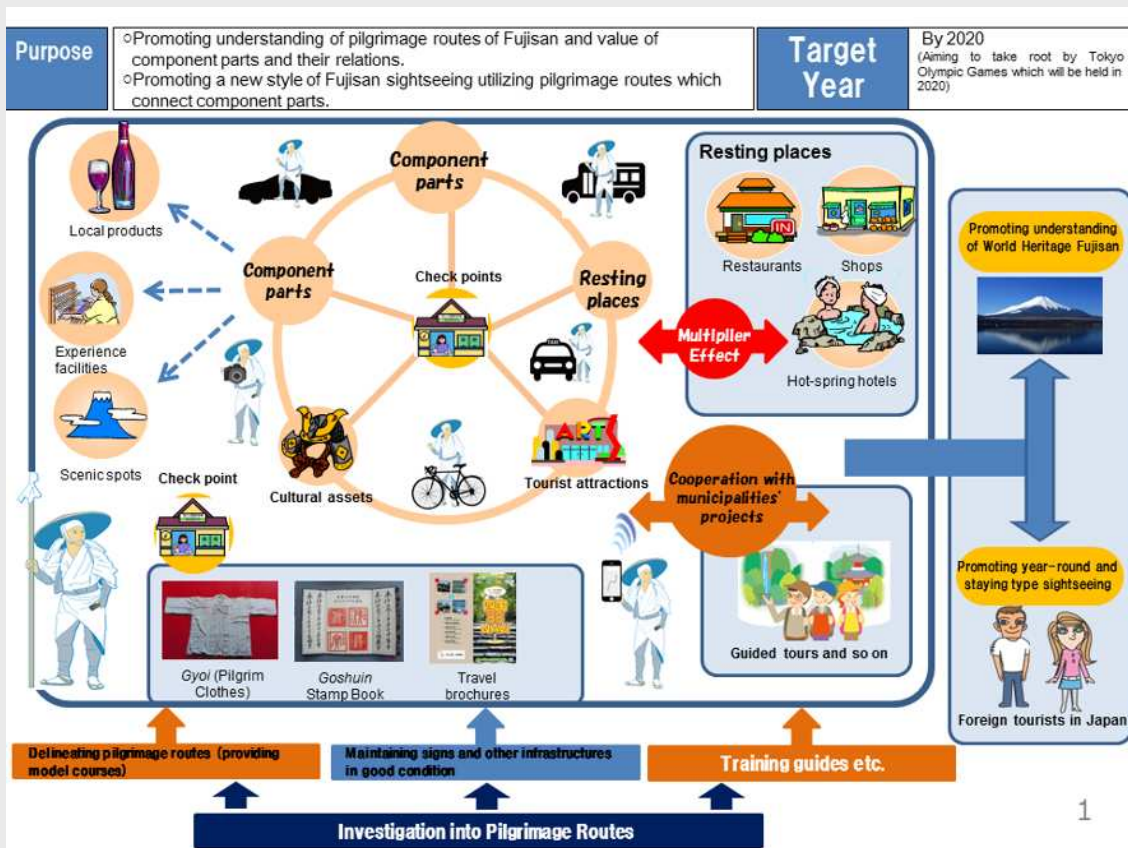 Purpose
○Promoting understanding of pilgrimage routes of Fujisan and value of
component parts and their relations.
○Promoting a new style of Fujisan sightseeing utilizing pilgrimage routes which
connect component parts.
Target
Year
By 2020
(Aiming to take root by Tokyo
Olympic Games which will be held in
2020)
Component
parts
Resting places
Local products
Restaurants
Shops
IN
Component
parts
Check points
Resting
places
Multiplier
Effect
Hot-spring hotels
Experience
facilities
TAXI
Scenic spots
Check point
Cultural assets
ART
Tourist attractions
Cooperation with
municipalities'
projects
Guided tours and so on
Gyoi (Pilgrim
Clothes)
Goshuin
Stamp Book
Travel
brochures
Promoting understanding
of World Heritage Fujisan
Promoting year-round and
staying type sightseeing
Foreign tourists in Japan
Delineating pilgrimage routes (providing
model courses)
Maintaining signs and other infrastructures
in good condition
Training guides etc.
Investigation into Pilgrimage Routes
1